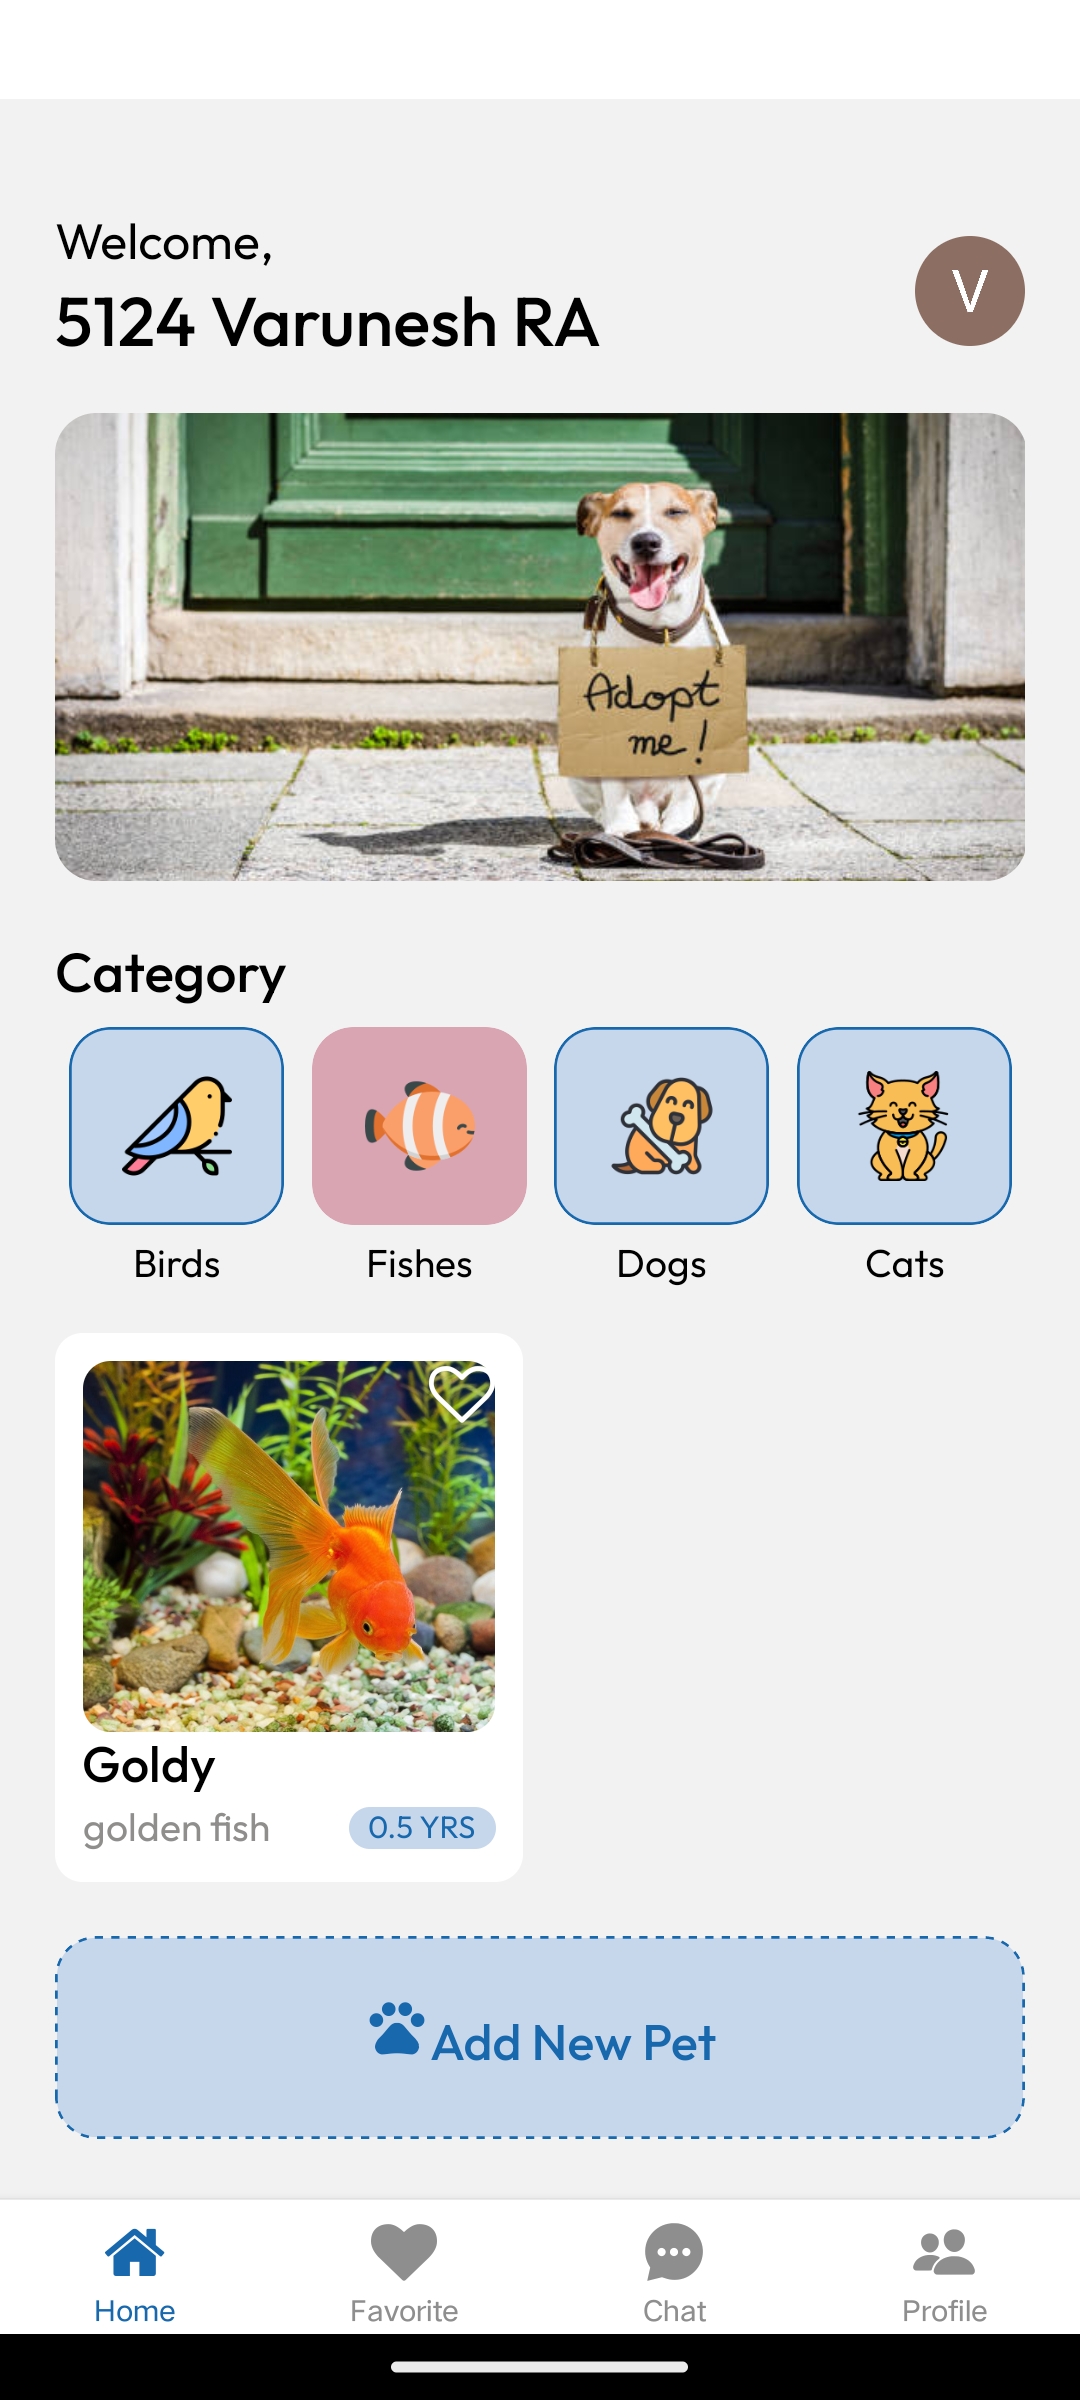 Welcome,
5124 Varunesh RA
V
Adopt
me!
Category
Birds
Fishes
Dogs
Cats
Goldy
golden fish
0.5 YRS
Add New Pet
Home
Favorite
Chat
Profile